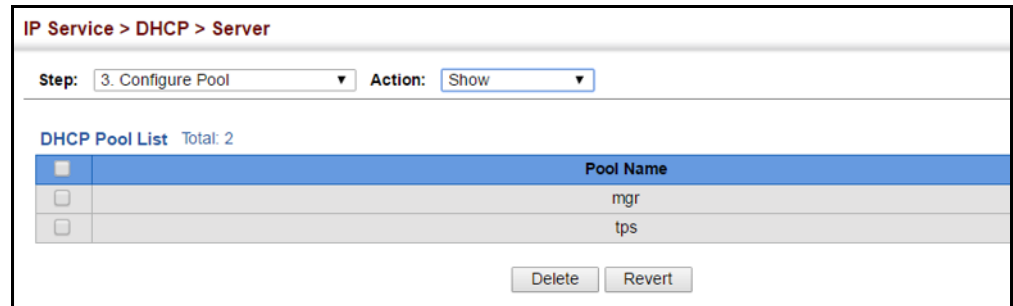 IP Service > DHCP > Server
Step: 3. Configure Pool Action: Show
DHCP Pool List Total: 2
Pool Name
mgr
tps
Delete Revert